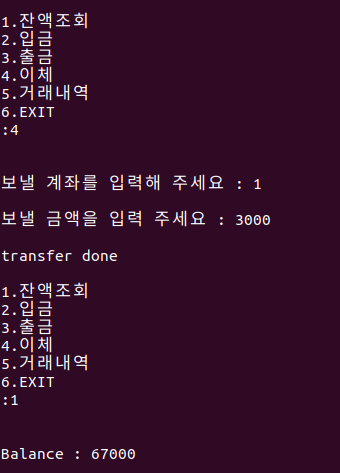 1.잔액조회
2.입금
3.출금
4.이체
5.거래내역
6.EXIT
:4
보낼 계좌를 입력해 주세요 : 1
보낼 금액을 입력 주세요 : 3000
transfer done
1.잔액조회
2.입금
3.출금
4.이체
5.거래내역
6.EXIT
:1
Balance : 67000